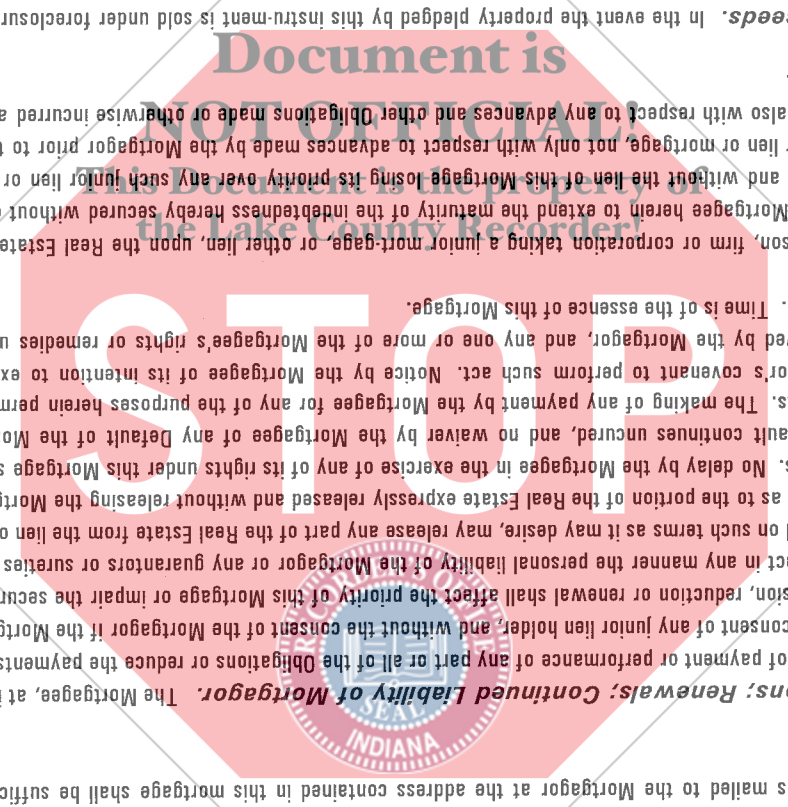 Document is
NOT OFFICIAL!
This Document is the property of
the Lake County Recorder!
STOP
RECORDER'S OFFICE
SEAL
INDIANA
s mailed to the Mortgagor at the address contained in this mortgage shall be suffic
ons; Renewals; Continued Liability of Mortgagor. The Mortgagee, at i
of payment or performance of any part or all of the Obligations or reduce the payments
consent of any junior lien holder, and without the consent of the Mortgagor if the Mortg
sion, reduction or renewal shall affect the priority of this Mortgage or impair the secur
ect in any manner the personal liability of the Mortgagor or any guarantors or sureties
l on such terms as it may desire, may release any part of the Real Estate from the lien o
as to the portion of the Real Estate expressly released and without releasing the Mortg
s. No delay by the Mortgagee in the exercise of any of its rights under this Mortgage s
ault continues uncured, and no waiver by the Mortgagee of any Default of the Mo
s. The making of any payment by the Mortgagee for any of the purposes herein perm
or's covenant to perform such act. Notice by the Mortgagee of its intention to ex
ved by the Mortgagor, and any one or more of the Mortgagee's rights or remedies u
. Time is of the essence of this Mortgage.
son, firm or corporation taking a junior mort-gage, or other lien, upon the Real Estate
Mortgagee herein to extend the maturity of the indebtedness hereby secured without
and without the lien of this Mortgage losing its priority over any such junior lien or
r lien or mortgage, not only with respect to advances made by the Mortgagor prior to t
also with respect to any advances and other Obligations made or otherwise incurred a
.
eeds. In the event the property pledged by this instru-ment is sold under foreclosur